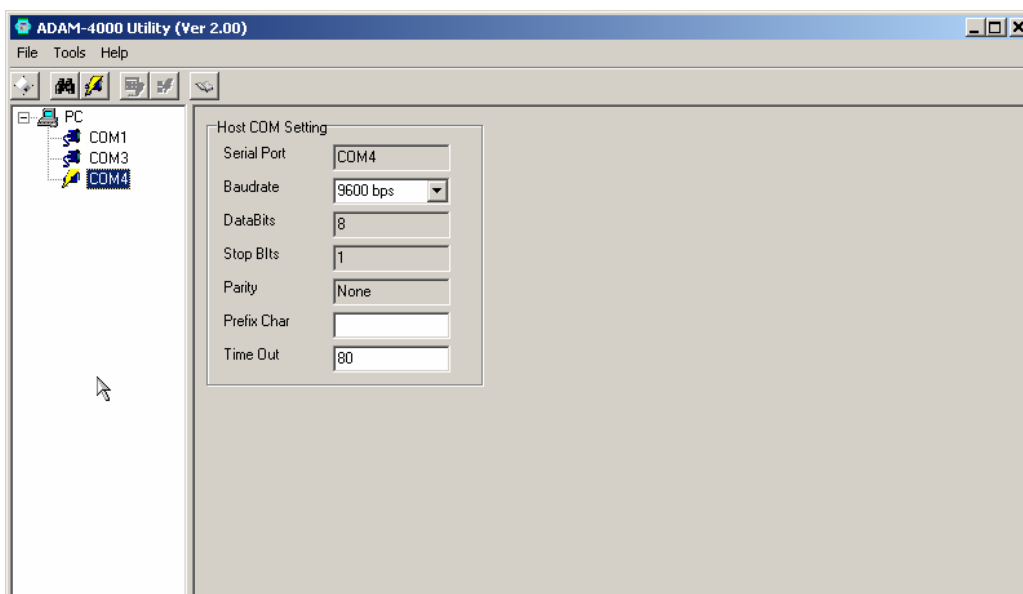 ADAM-4000 Utility (Ver 2.00)
File Tools Help
PC
COM1
COM3
COM4
Host COM Setting
Serial Port COM4
Baudrate 9600 bps
DataBits 8
Stop BIts 1
Parity None
Prefix Char
Time Out 80